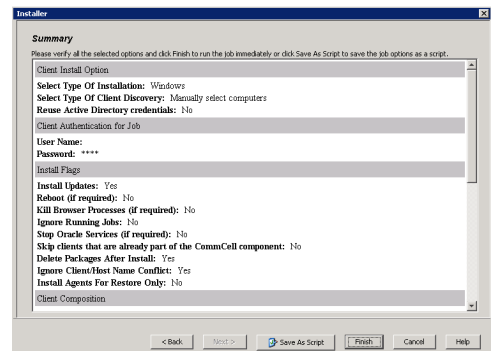 Installer
Summary
Please verify all the selected options and click Finish to run the job immediately or click Save As Script to save the job options as a script.
Client Install Option
Select Type Of Installation: Windows
Select Type Of Client Discovery: Manually select computers
Reuse Active Directory credentials: No
Client Authentication for Job
User Name:
Password: ****
Install Flags
Install Updates: Yes
Reboot (if required): No
Kill Browser Processes (if required): No
Ignore Running Jobs: No
Stop Oracle Services (if required): No
Skip clients that are already part of the CommCell component: No
Delete Packages After Install: Yes
Ignore Client/Host Name Conflict: Yes
Install Agents For Restore Only: No
Client Composition
< Back Next > Save As Script Finish Cancel Help